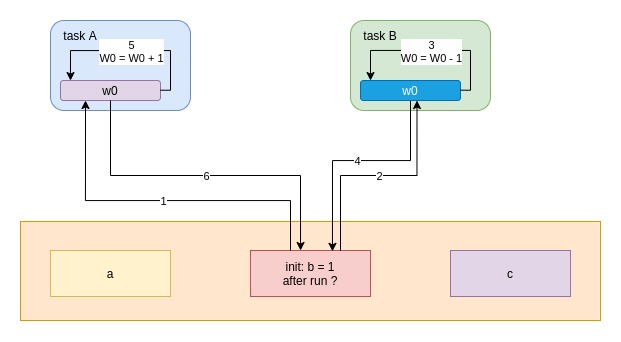 task A
5
W0 = W0 + 1
w0
task B
3
W0 = W0 - 1
w0
4
6
2
1
a
init: b = 1
after run ?
c